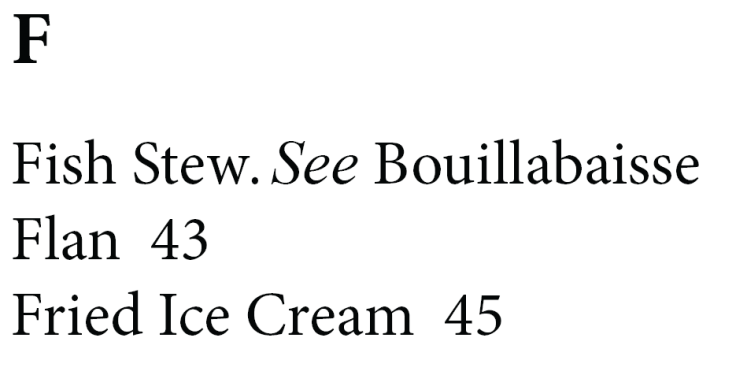 F
Fish Stew. See Bouillabaisse
Flan 43
Fried Ice Cream 45